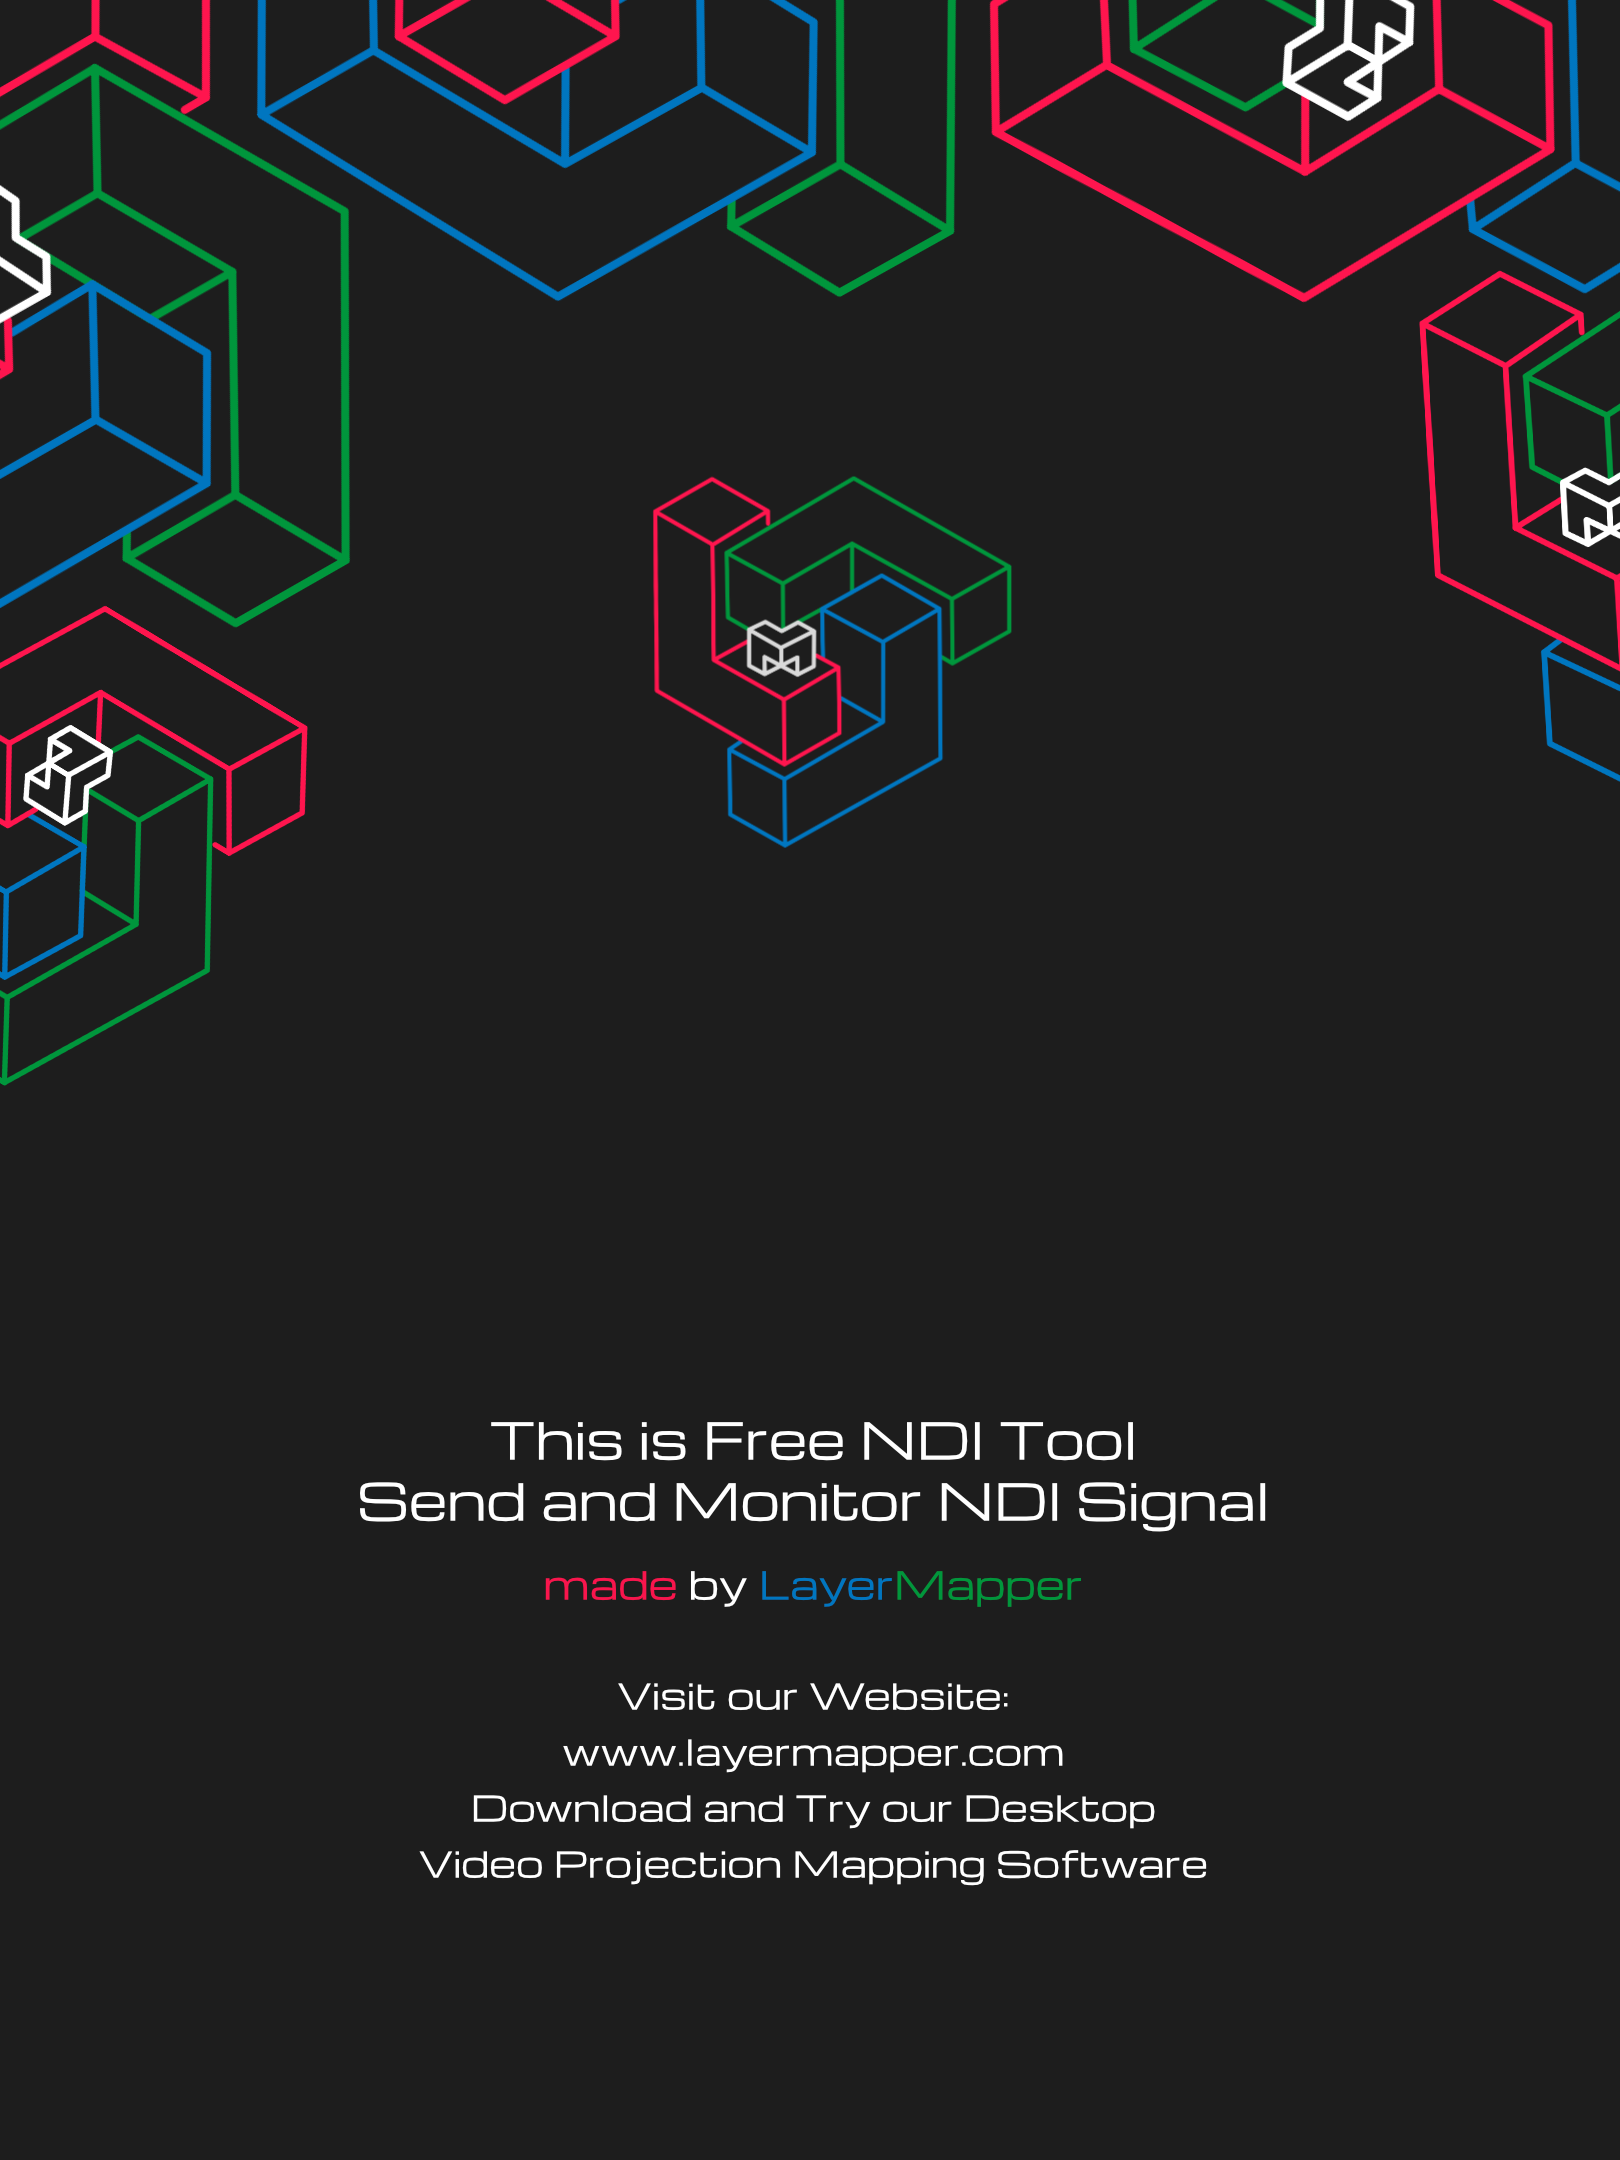 This is Free NDI Tool
Send and Monitor NDI Signal
made by LayerMapper
Visit our Website:
www.layermapper.com
Download and Try our Desktop
Video Projection Mapping Software